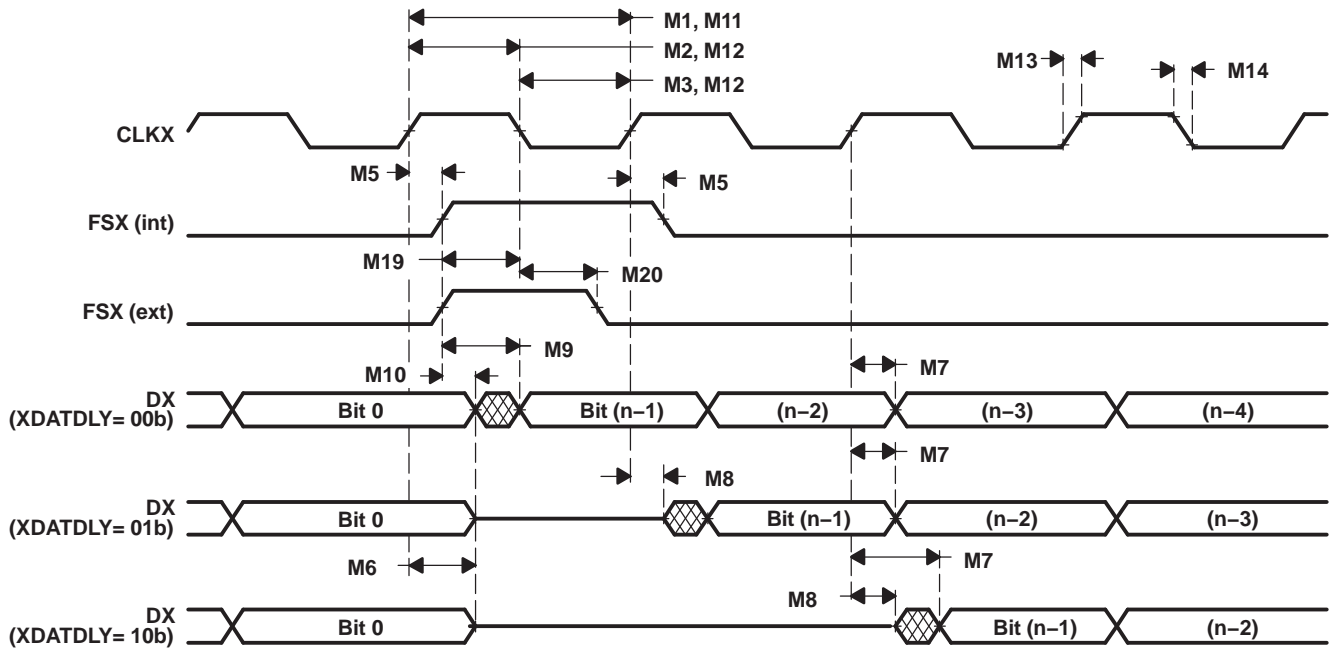 M1, M11
M2, M12
M3, M12
M13
M14
CLKX
M5
M5
FSX (int)
M19
M20
FSX (ext)
M9
M10
M7
DX
(XDATDLY= 00b)
Bit 0
Bit (n–1)
(n–2)
(n–3)
(n–4)
M7
M8
DX
(XDATDLY= 01b)
Bit 0
Bit (n–1)
(n–2)
(n–3)
M6
M7
M8
DX
(XDATDLY= 10b)
Bit 0
Bit (n–1)
(n–2)